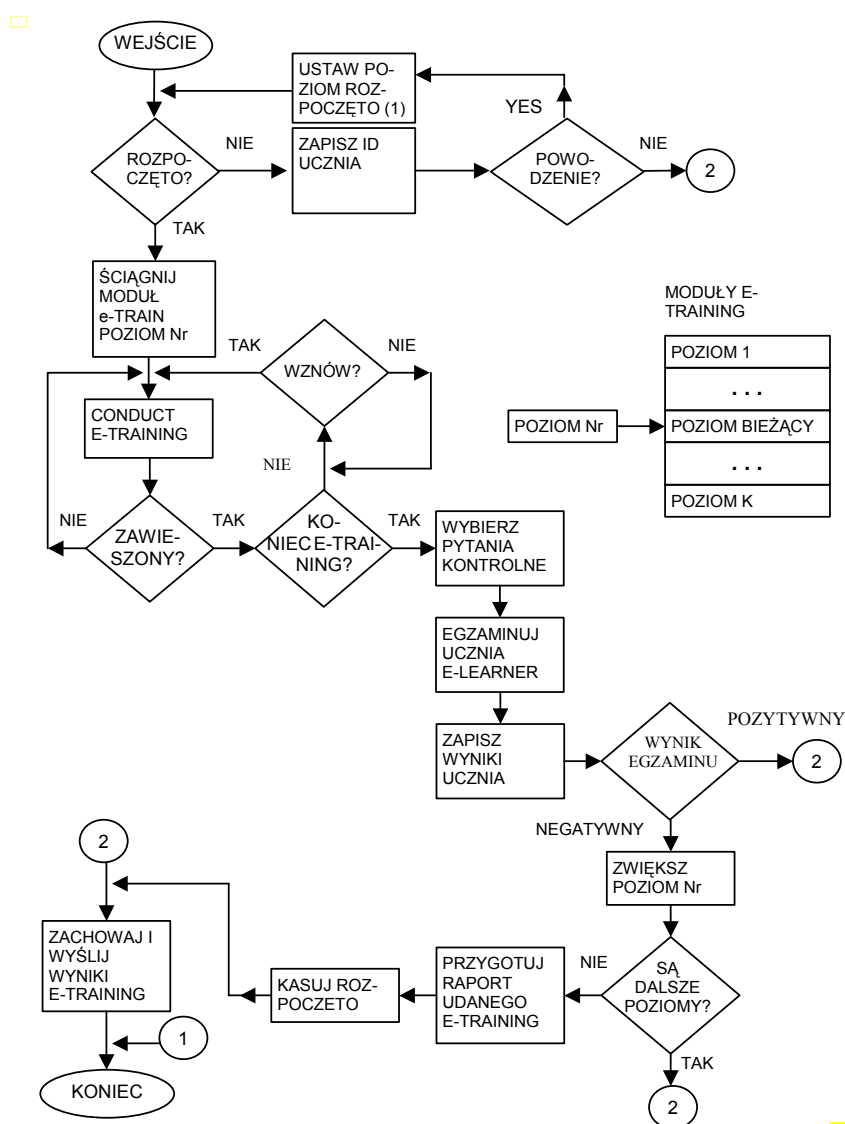 WEJŚCIE
USTAW PO-
ZIOM ROZ-
POCZĘTO (1)
YES
ROZPO-
CZĘTO?
NIE
ZAPISZ ID
UCZNIA
POWO-
DZENIE?
NIE
2
TAK
ŚCIĄGNIJ
MODUŁ
e-TRAIN
POZIOM Nr
TAK
WZNÓW?
NIE
MODUŁY E-
TRAINING
POZIOM 1
. . .
POZIOM Nr
POZIOM BIEŻĄCY
. . .
POZIOM K
CONDUCT
E-TRAINING
NIE
NIE
ZAWIE-
SZONY?
TAK
KO-
NIEC E-TRAI-
NING?
TAK
WYBIERZ
PYTANIA
KONTROLNE
EGZAMINUJ
UCZNIA
E-LEARNER
ZAPISZ
WYNIKI
UCZNIA
WYNIK
EGZAMINU
POZYTYWNY
2
NEGATYWNY
ZWIĘKSZ
POZIOM Nr
SĄ
DALSZE
POZIOMY?
NIE
TAK
2
PRZYGOTUJ
RAPORT
UDANEGO
E-TRAINING
KASUJ ROZ-
POCZETO
2
ZACHOWAJ I
WYŚLIJ
WYNIKI
E-TRAINING
1
KONIEC